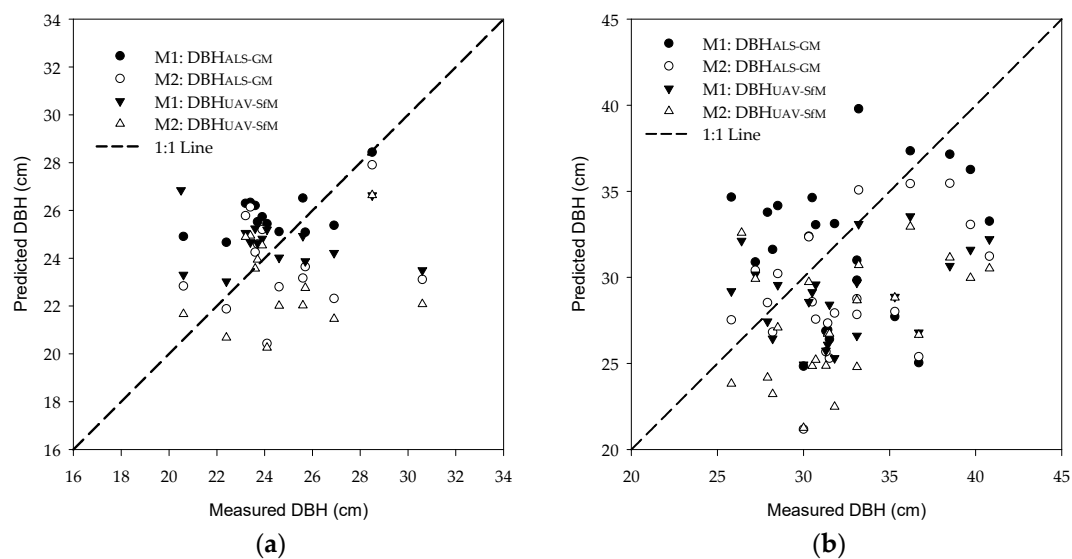 34
32
30
28
26
24
22
20
18
16
Predicted DBH (cm)
M1: DBHALS-GM
M2: DBHALS-GM
M1: DBHUAV-SfM
M2: DBHUAV-SfM
1:1 Line
16 18 20 22 24 26 28 30 32 34
Measured DBH (cm)
(a)
45
40
35
30
25
20
Predicted DBH (cm)
M1: DBHALS-GM
M2: DBHALS-GM
M1: DBHUAV-SfM
M2: DBHUAV-SfM
1:1 Line
20 25 30 35 40 45
Measured DBH (cm)
(b)